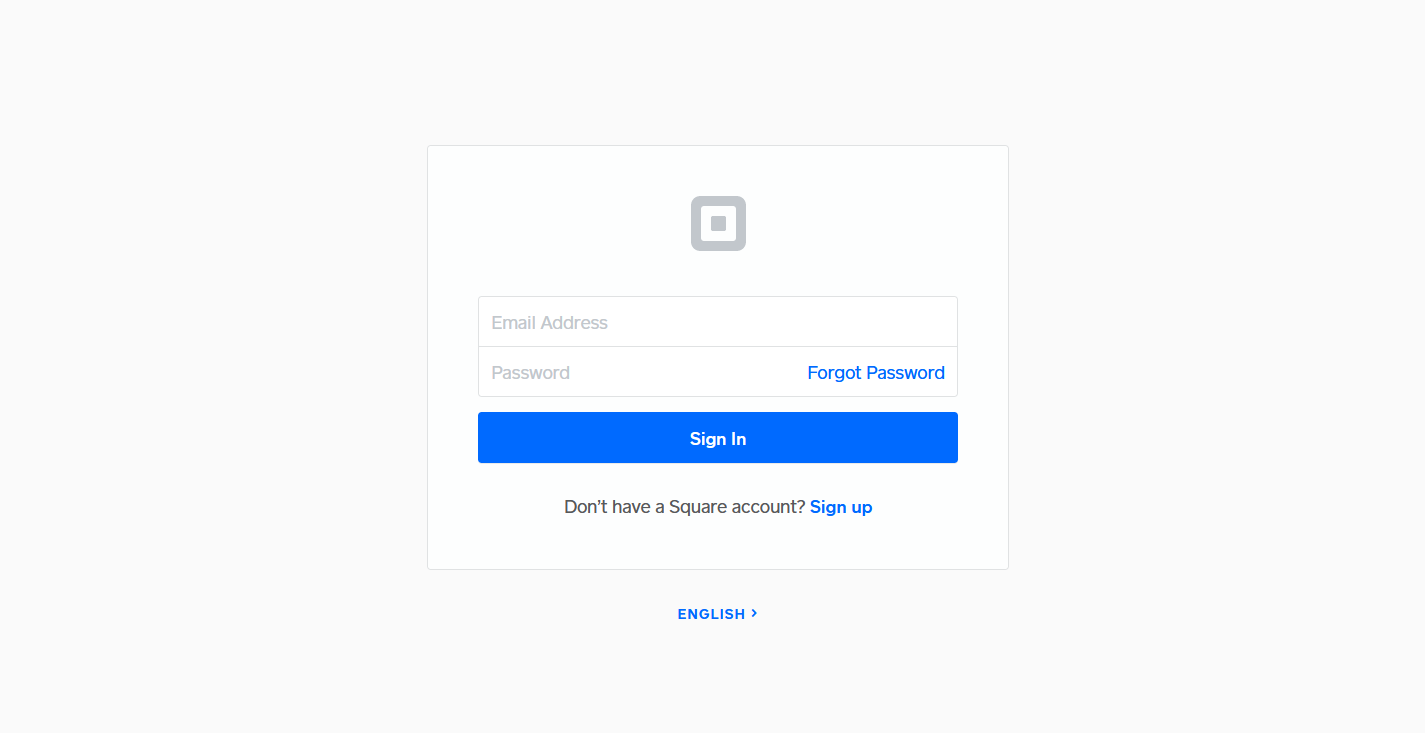 Email Address
Password Forgot Password
Sign In
Don’t have a Square account? Sign up
ENGLISH ›